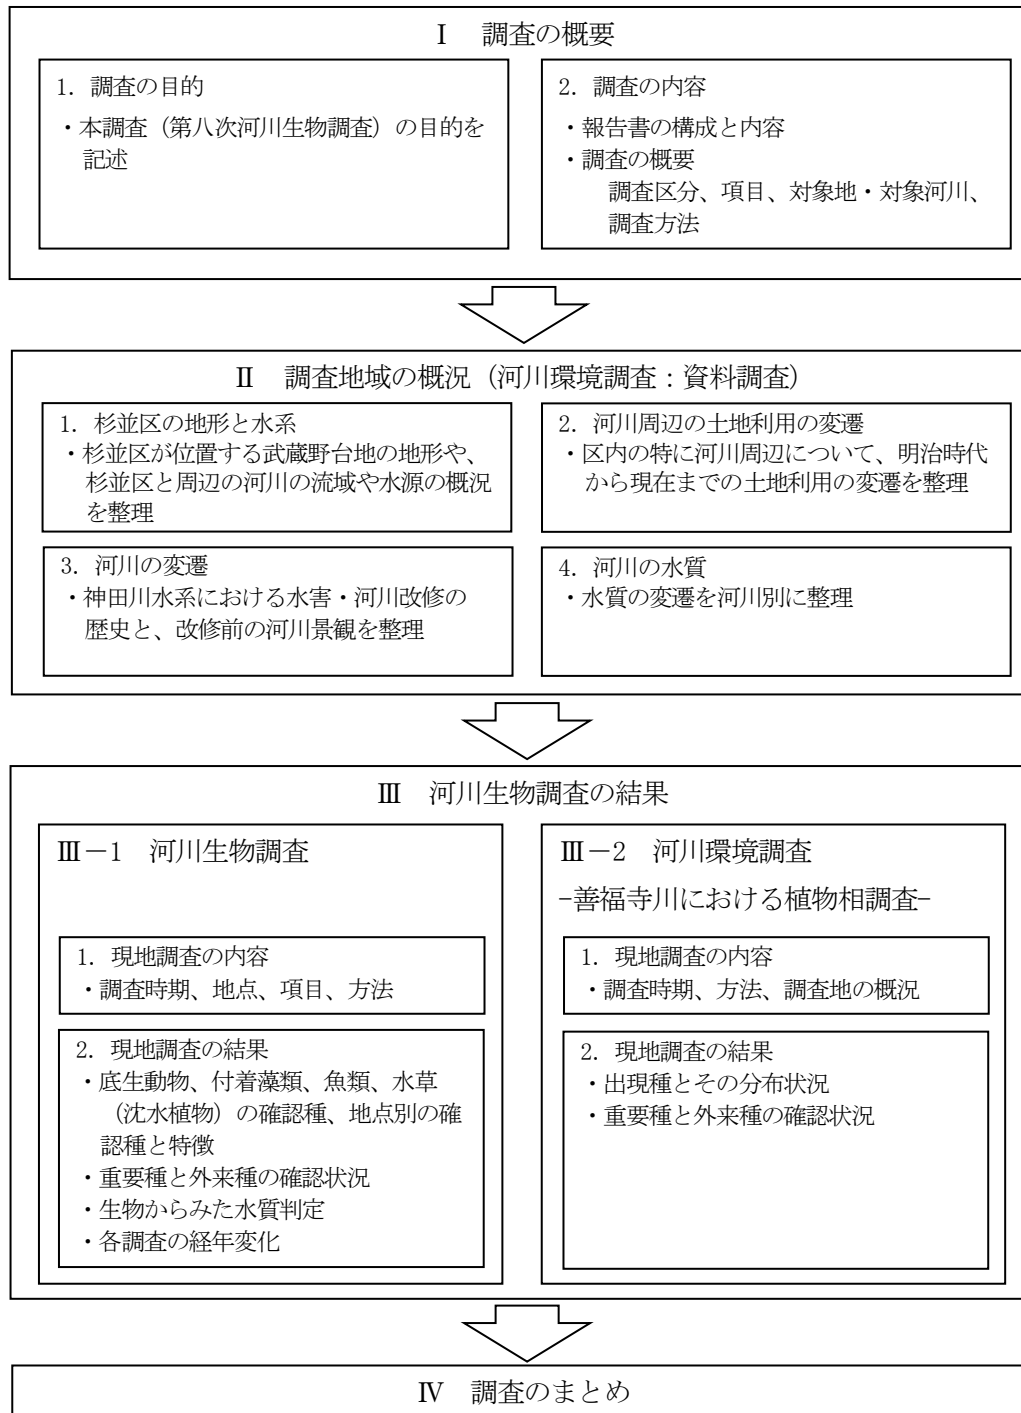 Ⅰ 調査の概要
1. 調査の目的
・本調査（第八次河川生物調査）の目的を
記述
2. 調査の内容
・報告書の構成と内容
・調査の概要
調査区分、項目、対象地・対象河川、
調査方法
Ⅱ 調査地域の概況（河川環境調査：資料調査）
1. 杉並区の地形と水系
・杉並区が位置する武蔵野台地の地形や、
杉並区と周辺の河川の流域や水源の概況
を整理
2. 河川周辺の土地利用の変遷
・区内の特に河川周辺について、明治時代
から現在までの土地利用の変遷を整理
3. 河川の変遷
・神田川水系における水害・河川改修の
歴史と、改修前の河川景観を整理
4. 河川の水質
・水質の変遷を河川別に整理
Ⅲ 河川生物調査の結果
Ⅲ－1 河川生物調査
1. 現地調査の内容
・調査時期、地点、項目、方法
2. 現地調査の結果
・底生動物、付着藻類、魚類、水草
（沈水植物）の確認種、地点別の確
認種と特徴
・重要種と外来種の確認状況
・生物からみた水質判定
・各調査の経年変化
Ⅲ－2 河川環境調査
-善福寺川における植物相調査-
1. 現地調査の内容
・調査時期、方法、調査地の概況
2. 現地調査の結果
・出現種とその分布状況
・重要種と外来種の確認状況
Ⅳ 調査のまとめ